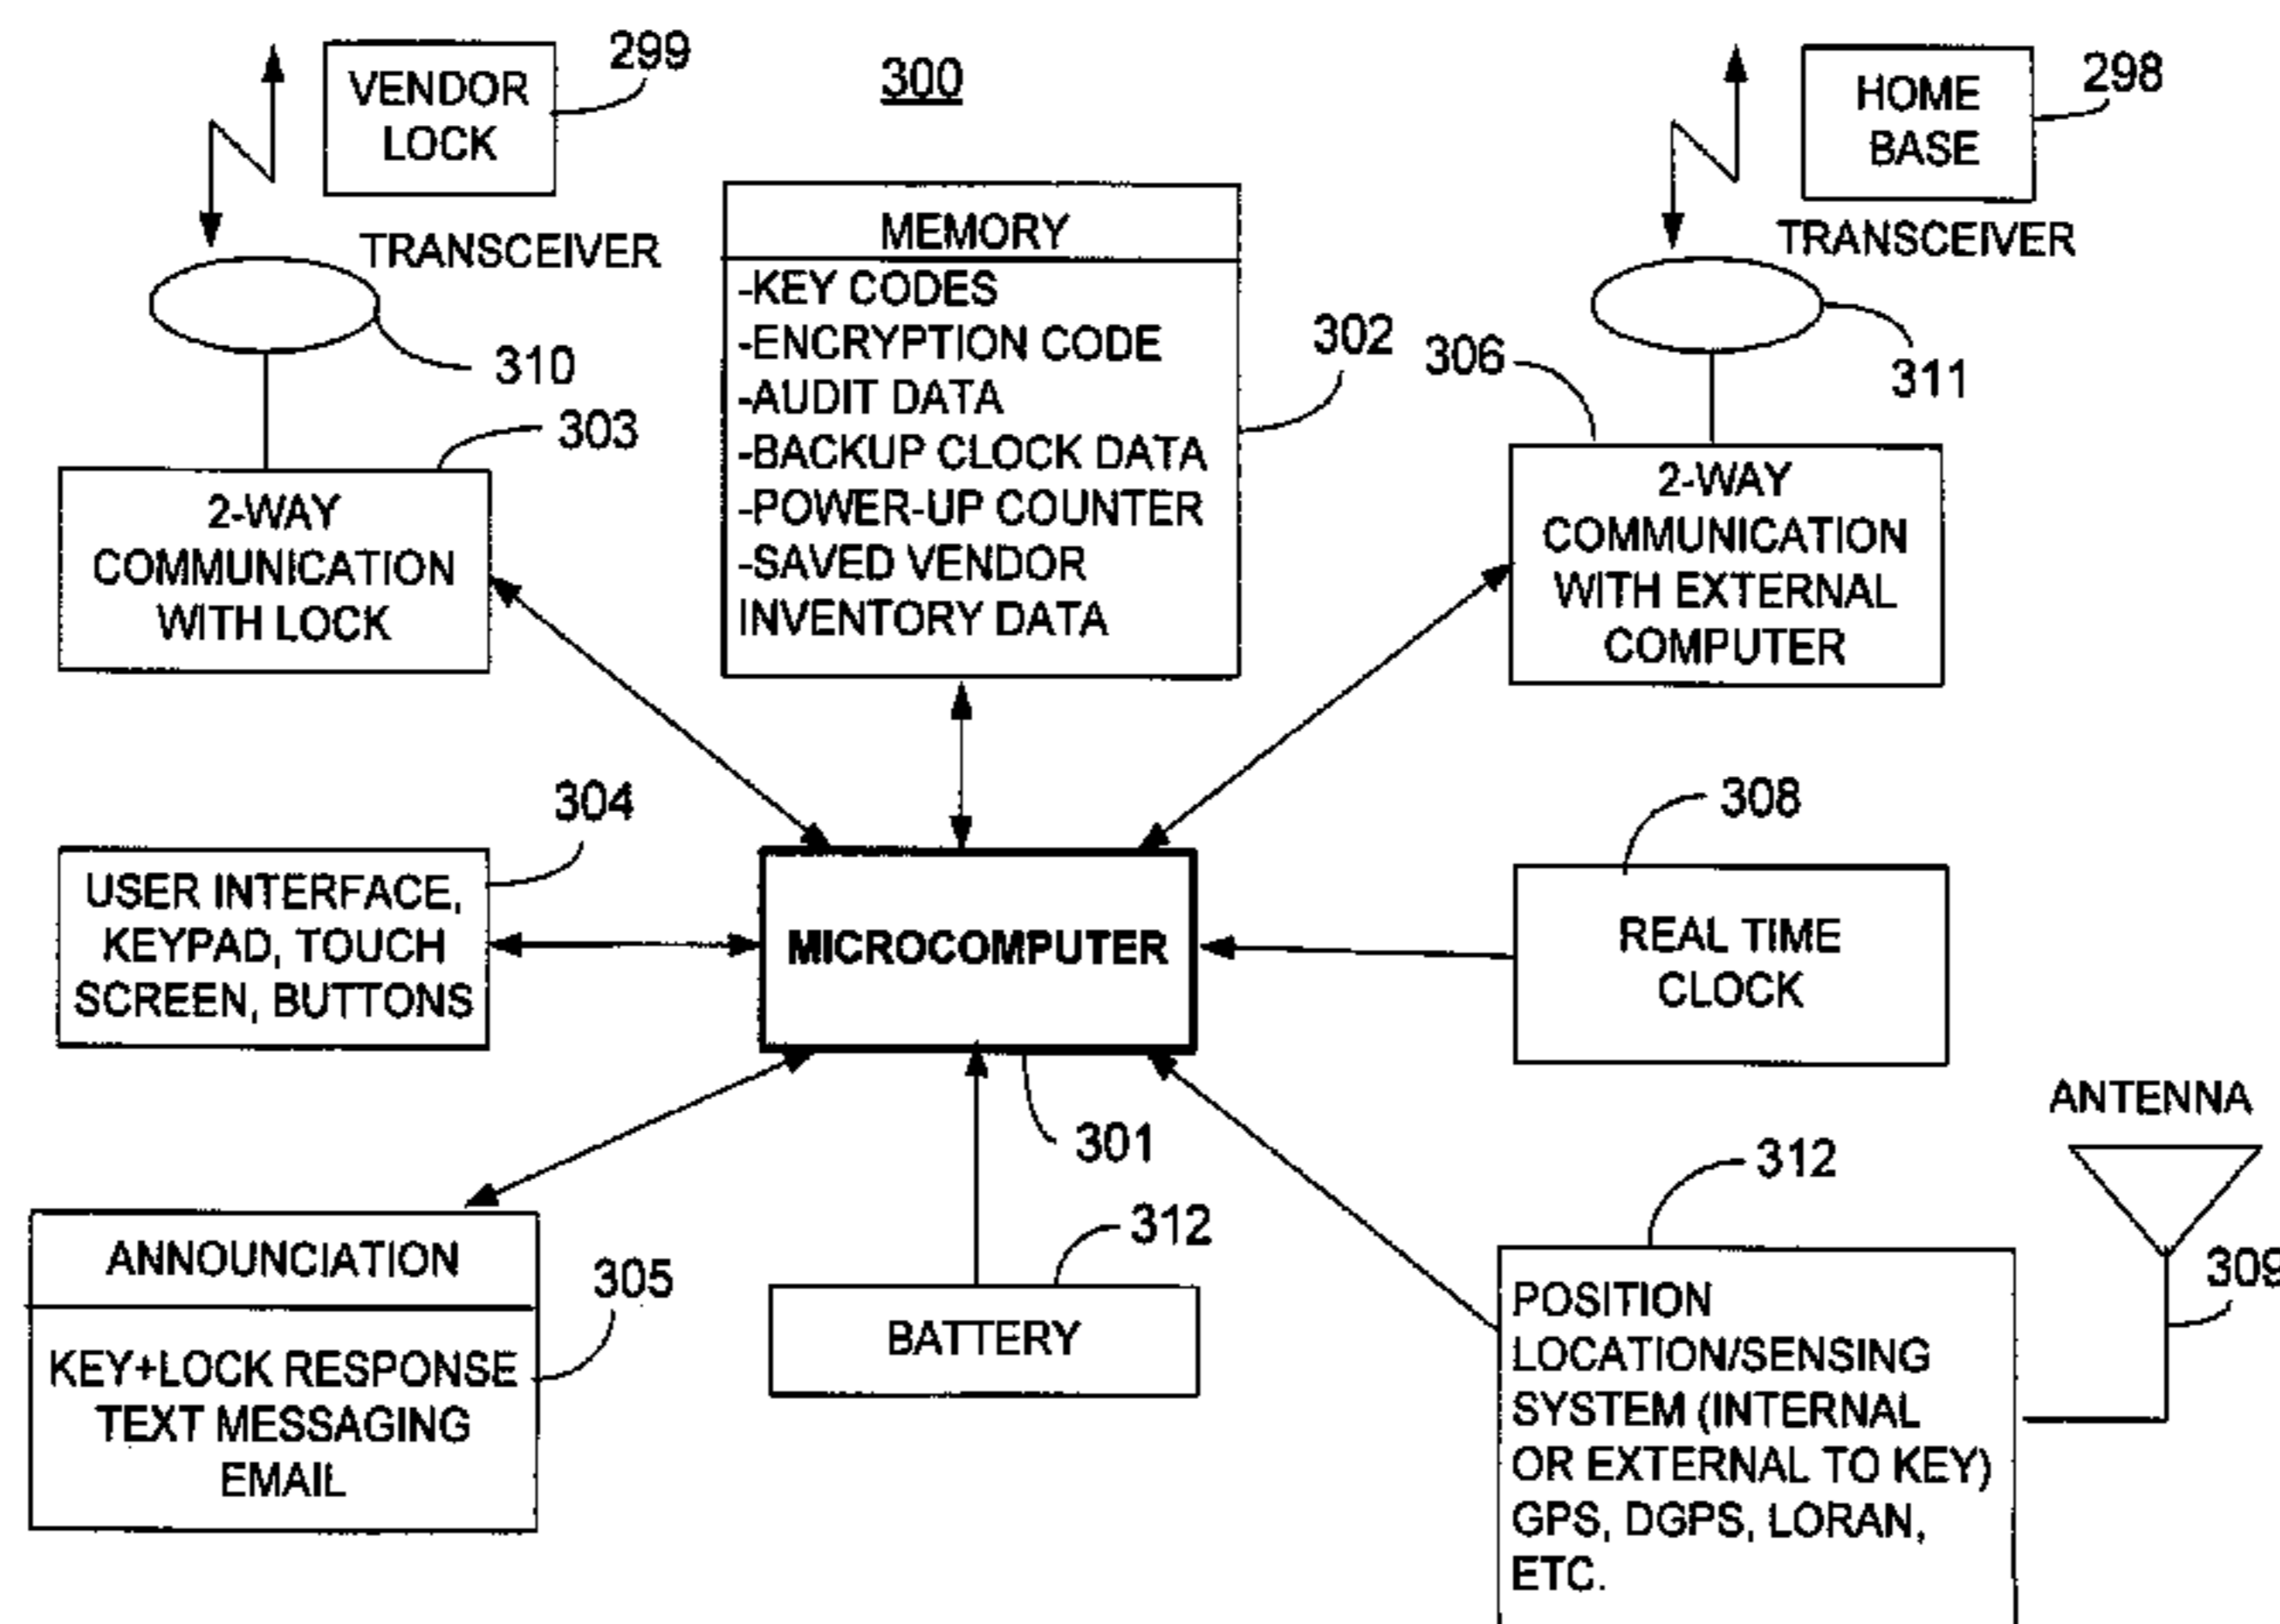 VENDOR
LOCK
299
300
HOME
BASE
298
TRANSCEIVER
310
MEMORY
-KEY CODES
-ENCRYPTION CODE
-AUDIT DATA
-BACKUP CLOCK DATA
-POWER-UP COUNTER
-SAVED VENDOR
INVENTORY DATA
302
TRANSCEIVER
311
306
303
2-WAY
COMMUNICATION
WITH LOCK
2-WAY
COMMUNICATION
WITH EXTERNAL
COMPUTER
304
USER INTERFACE,
KEYPAD, TOUCH
SCREEN, BUTTONS
MICROCOMPUTER
301
308
REAL TIME
CLOCK
ANNOUNCIATION
KEY+LOCK RESPONSE
TEXT MESSAGING
EMAIL
305
312
BATTERY
312
POSITION
LOCATION/SENSING
SYSTEM (INTERNAL
OR EXTERNAL TO KEY)
GPS, DGPS, LORAN,
ETC.
ANTENNA
309